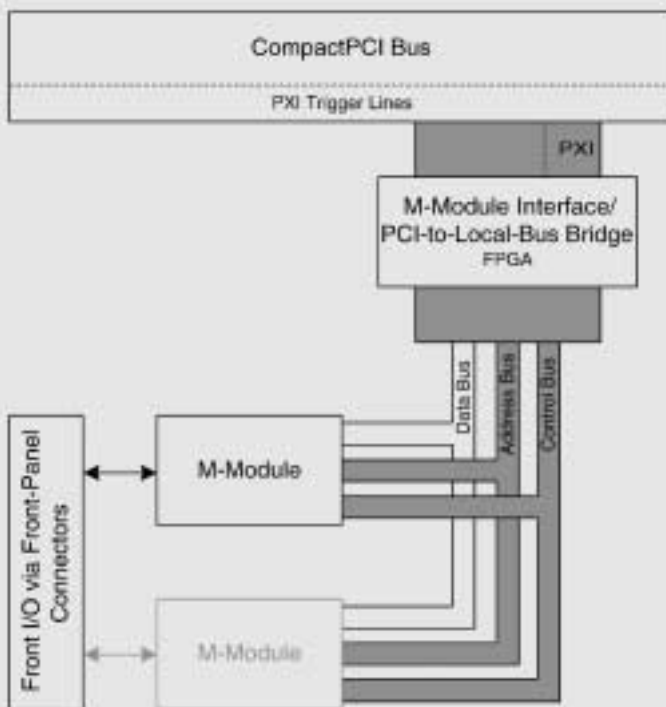 CompactPCI Bus
PXI Trigger Lines
PXI
M-Module Interface/
PCI-to-Local-Bus Bridge
FPGA
Data Bus
Address Bus
Control Bus
Front I/O via Front-Panel
Connectors
M-Module
M-Module